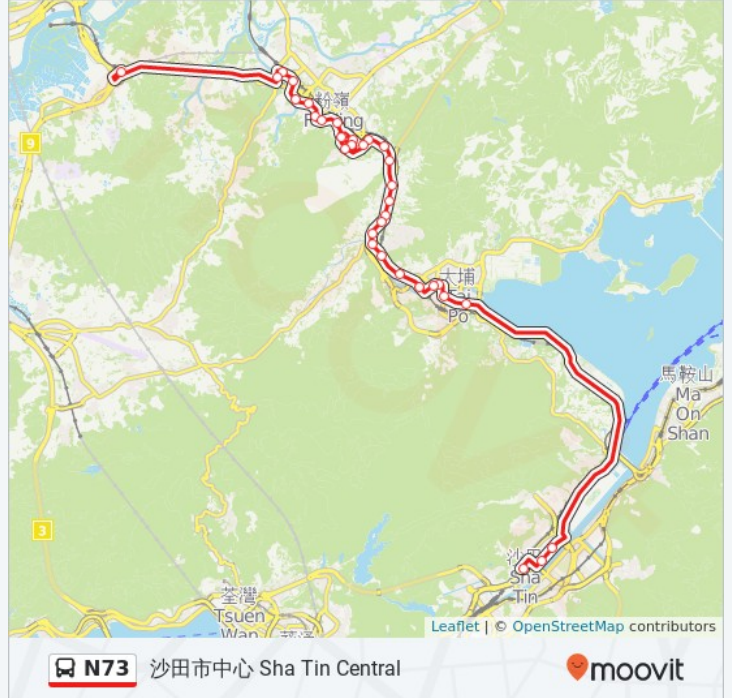 粉嶺
Fanling
9
大埔
Tai
Po
馬鞍山
Ma
On
Shan
3
沙田
Sha
Tin
荃灣
Tsuen
Wan
Leaflet | © OpenStreetMap contributors
N73 沙田市中心 Sha Tin Central
moovit